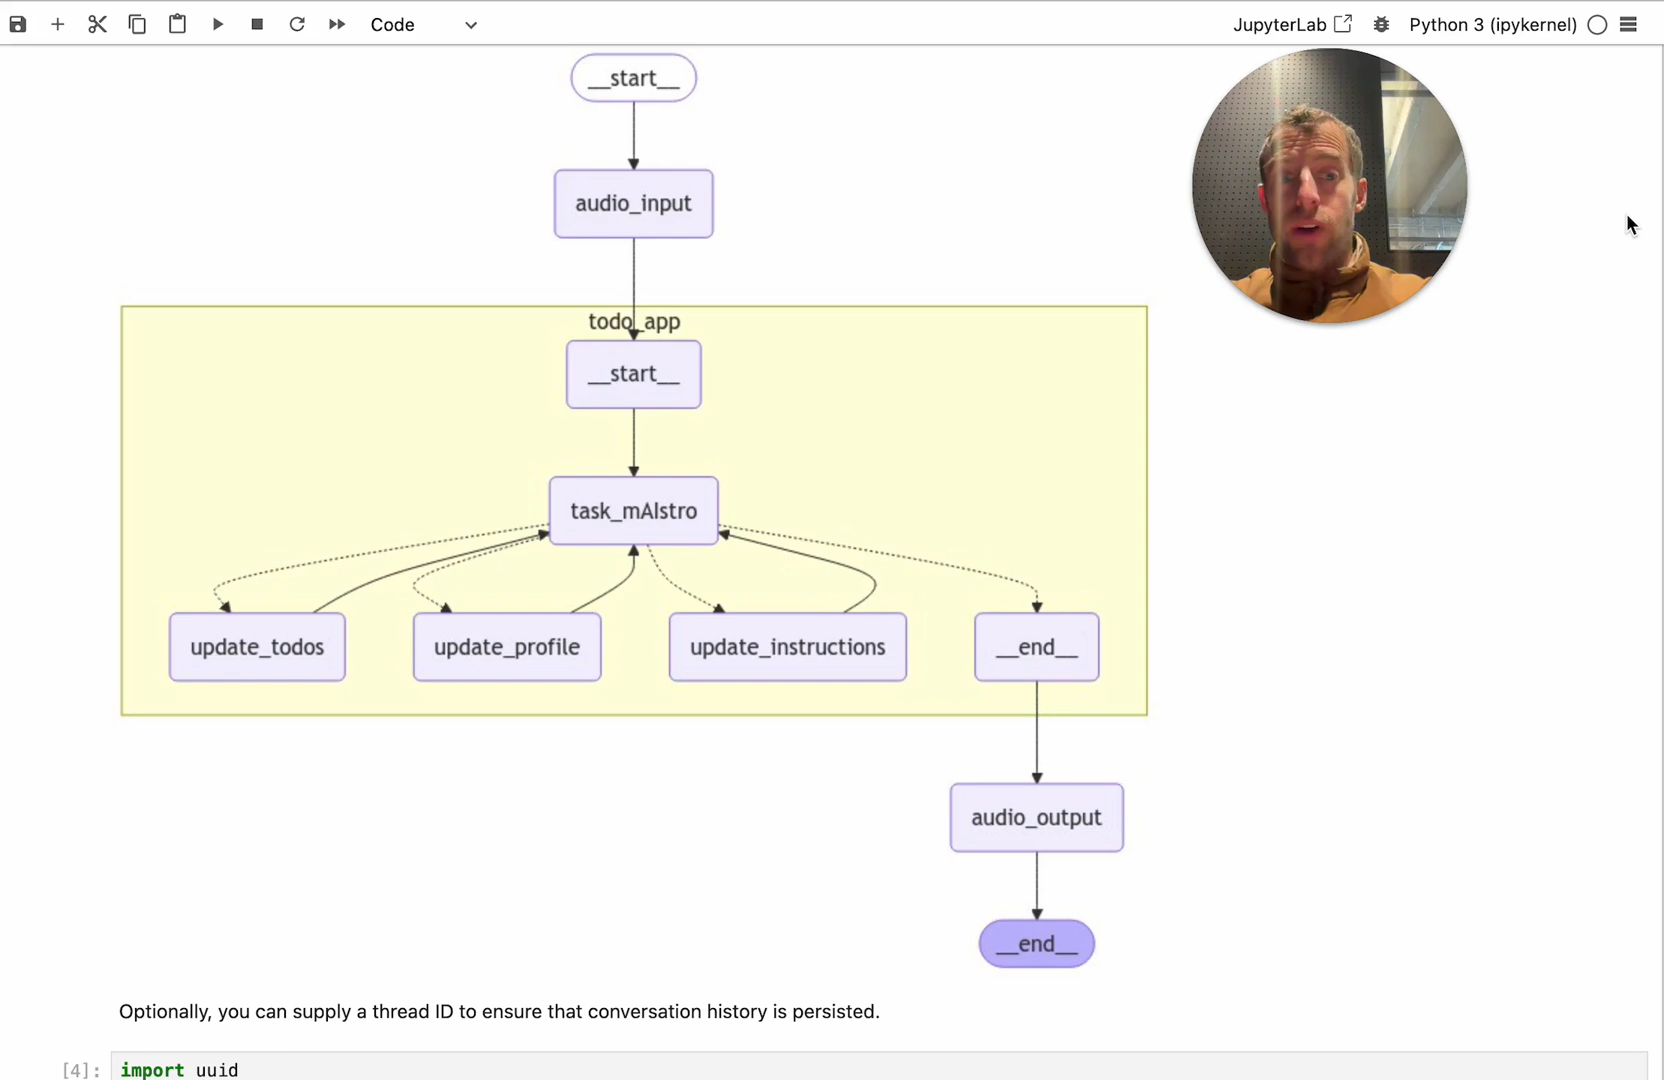 Code
JupyterLab
Python 3 (ipykernel)
__start__
audio_input
todo_app
__start__
task_mAIstro
update_todos
update_profile
update_instructions
__end__
audio_output
__end__
Optionally, you can supply a thread ID to ensure that conversation history is persisted.
[4]: import uuid